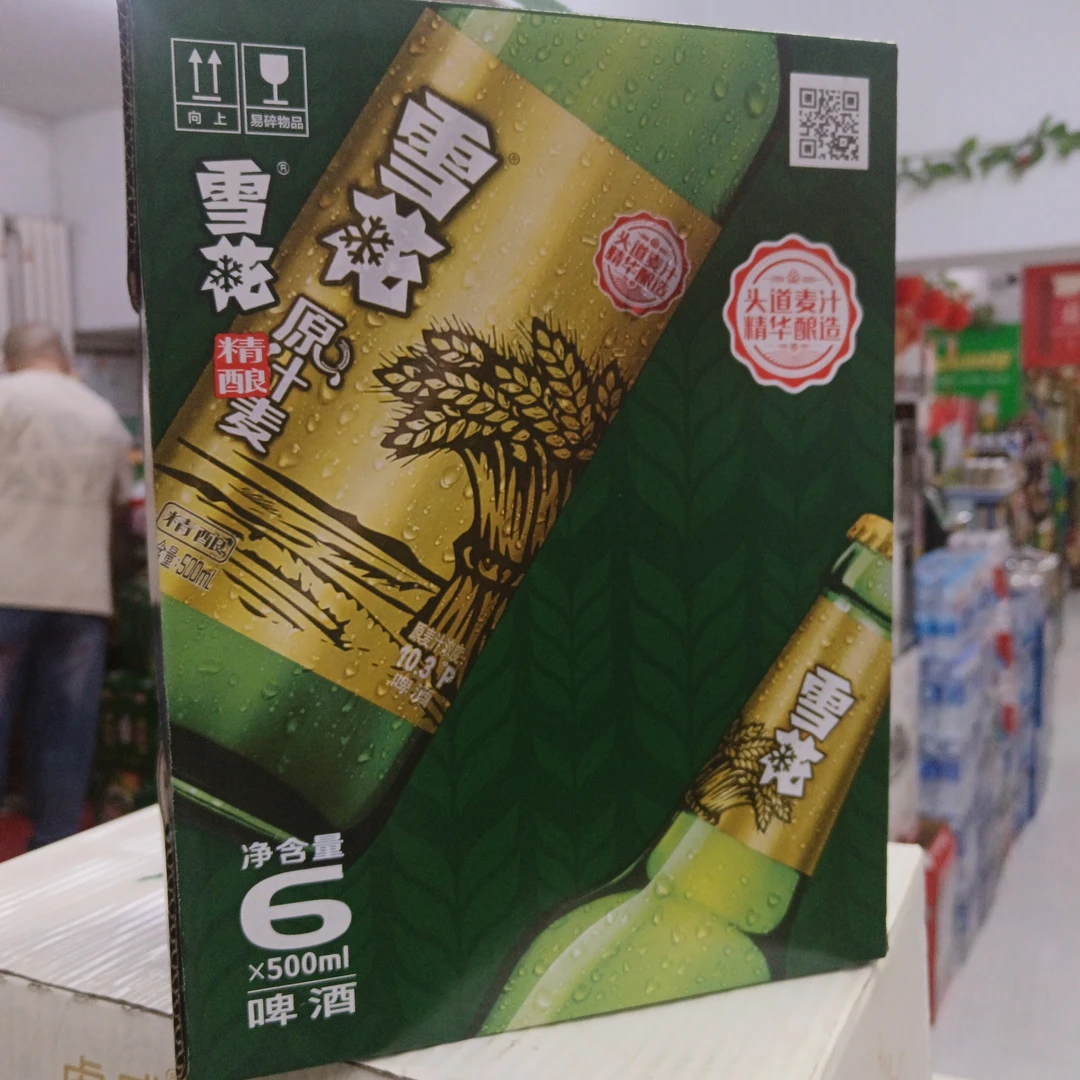 向上
易碎物品
雪花®
雪花®
头道麦汁
精华酿造
头道麦汁
精华酿造
原汁麦
精酿
精酿
含量:500mL
10.3°P
啤酒
雪花
净含量
6
×500ml
啤酒